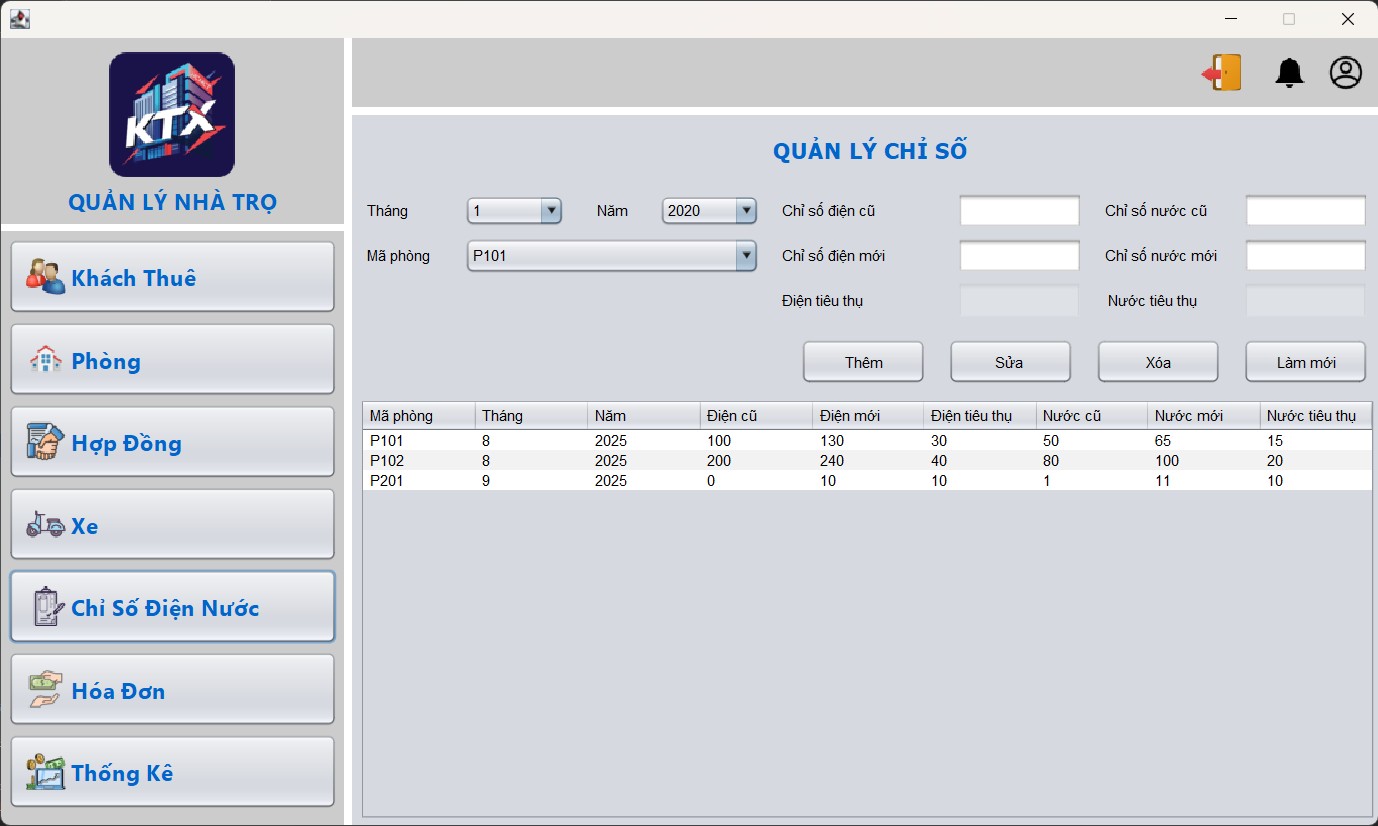 KTX
QUẢN LÝ NHÀ TRỌ
Khách Thuê
Phòng
Hợp Đồng
Xe
Chỉ Số Điện Nước
Hóa Đơn
Thống Kê
QUẢN LÝ CHỈ SỐ
Tháng 1 Năm 2020 Chỉ số điện cũ Chỉ số nước cũ
Mã phòng P101 Chỉ số điện mới Chỉ số nước mới
Điện tiêu thụ Nước tiêu thụ
Thêm Sửa Xóa Làm mới
Mã phòng Tháng Năm Điện cũ Điện mới Điện tiêu thụ Nước cũ Nước mới Nước tiêu thụ
P101 8 2025 100 130 30 50 65 15
P102 8 2025 200 240 40 80 100 20
P201 9 2025 0 10 10 1 11 10